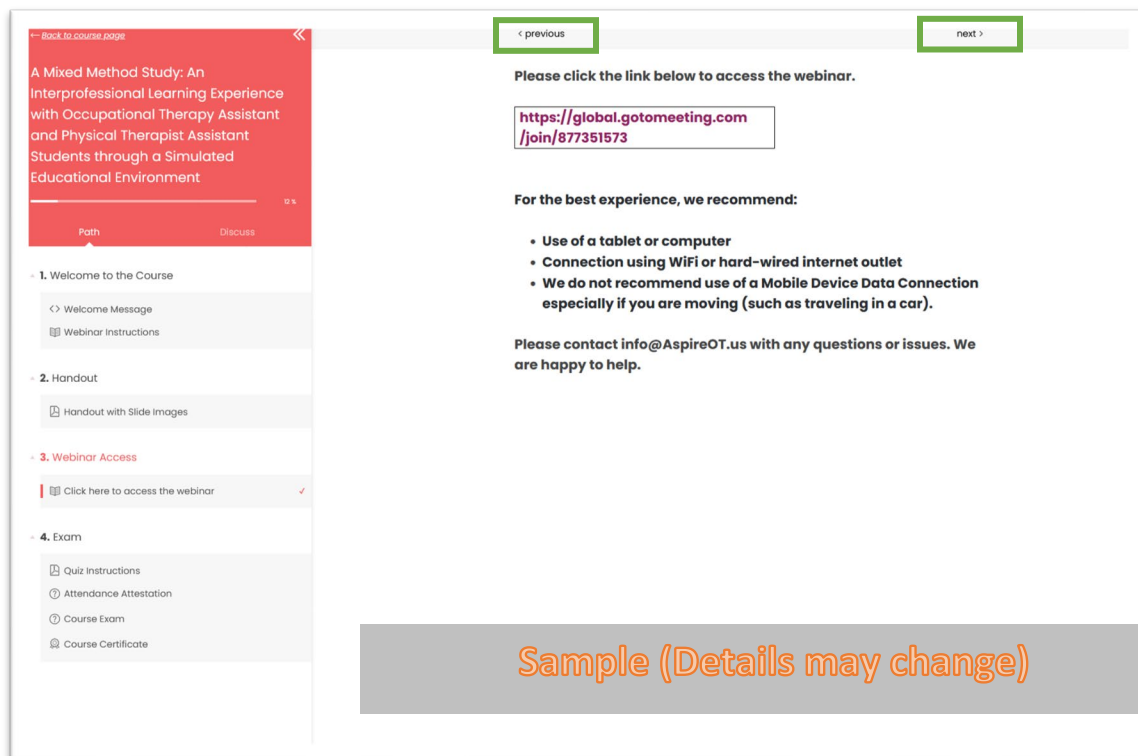 ← Back to course page
A Mixed Method Study: An
Interprofessional Learning Experience
with Occupational Therapy Assistant
and Physical Therapist Assistant
Students through a Simulated
Educational Environment
12 %
Path Discuss
1. Welcome to the Course
<> Welcome Message
Webinar Instructions
2. Handout
Handout with Slide Images
3. Webinar Access
Click here to access the webinar ✓
4. Exam
Quiz Instructions
Attendance Attestation
Course Exam
Course Certificate
< previous next >
Please click the link below to access the webinar.
https://global.gotomeeting.com
/join/877351573
For the best experience, we recommend:
• Use of a tablet or computer
• Connection using WiFi or hard-wired internet outlet
• We do not recommend use of a Mobile Device Data Connection
especially if you are moving (such as traveling in a car).
Please contact info@AspireOT.us with any questions or issues. We
are happy to help.
Sample (Details may change)